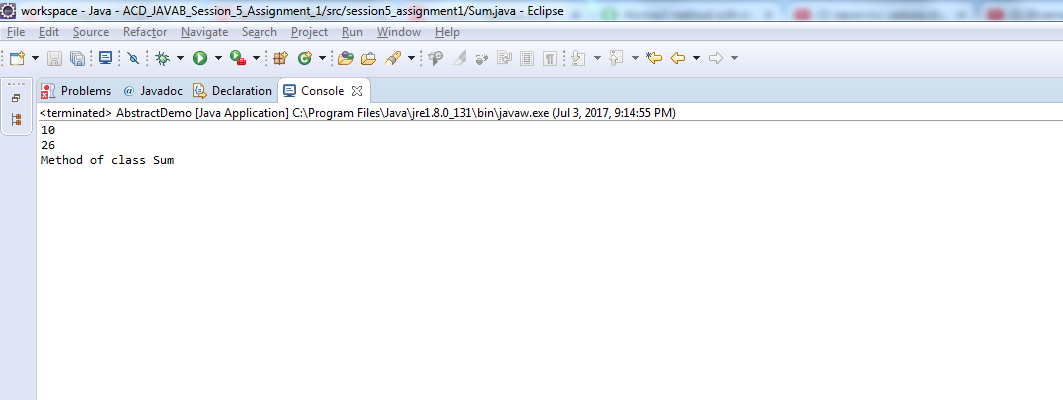 workspace - Java - ACD_JAVAB_Session_5_Assignment_1/src/session5_assignment1/Sum.java - Eclipse
File Edit Source Refactor Navigate Search Project Run Window Help
Problems @ Javadoc Declaration Console
<terminated> AbstractDemo [Java Application] C:\Program Files\Java\jre1.8.0_131\bin\javaw.exe (Jul 3, 2017, 9:14:55 PM)
10
26
Method of class Sum